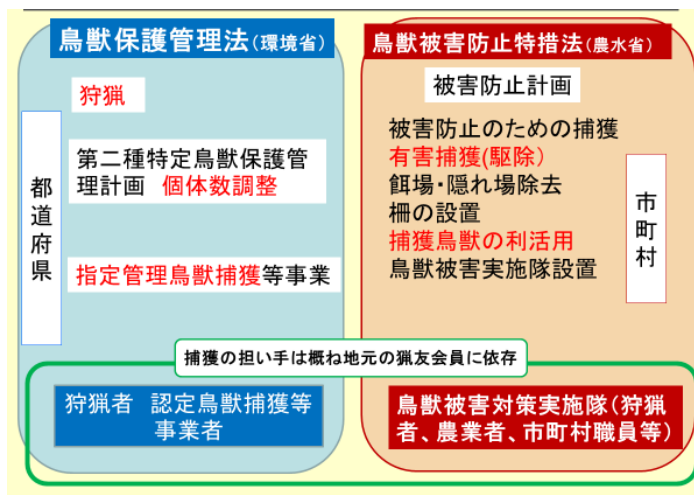 鳥獣保護管理法(環境省)
狩猟
第二種特定鳥獣保護管
理計画 個体数調整
指定管理鳥獣捕獲等事業
都道府県
鳥獣被害防止特措法(農水省)
被害防止計画
被害防止のための捕獲
有害捕獲(駆除)
餌場・隠れ場除去
柵の設置
捕獲鳥獣の利活用
鳥獣被害実施隊設置
市町村
捕獲の担い手は概ね地元の猟友会員に依存
狩猟者 認定鳥獣捕獲等
事業者
鳥獣被害対策実施隊(狩猟
者、農業者、市町村職員等)